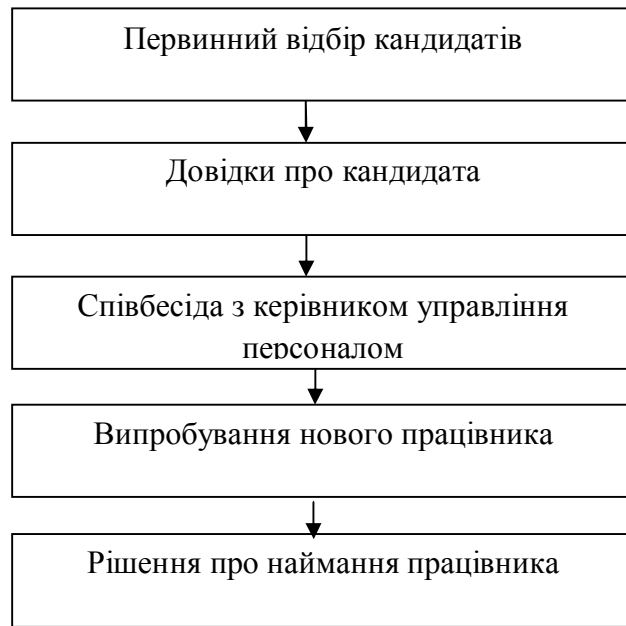 Первинний відбір кандидатів
Довідки про кандидата
Співбесіда з керівником управління
персоналом
Випробування нового працівника
Рішення про наймання працівника